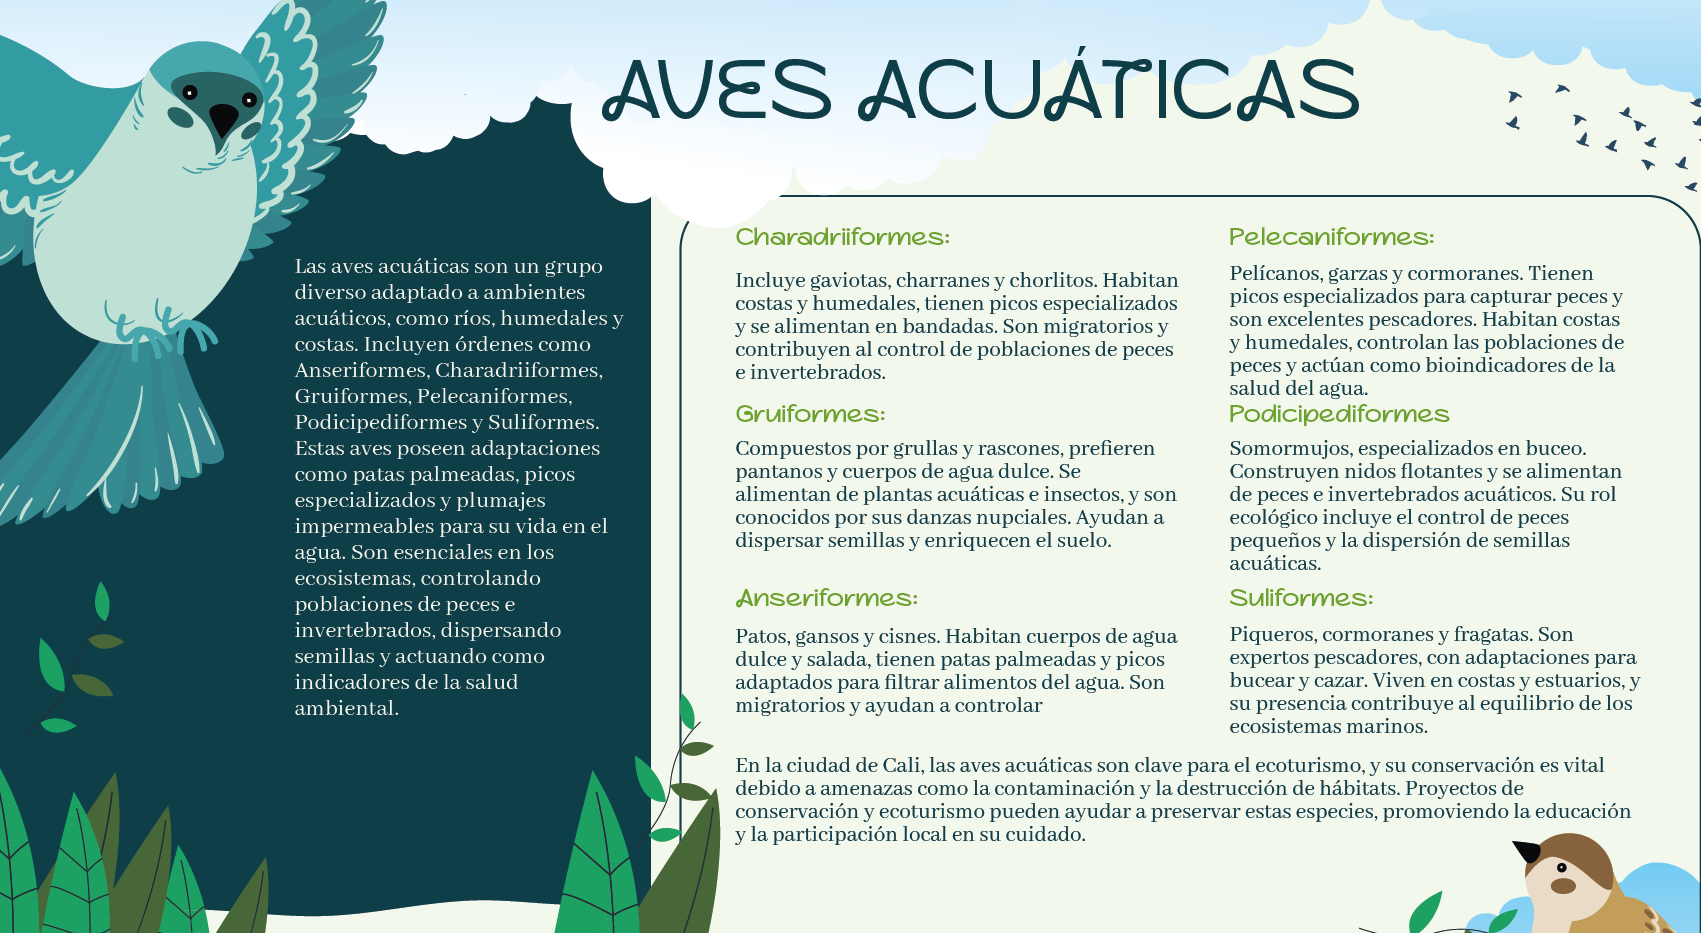 AVES ACUÁTICAS
Las aves acuáticas son un grupo
diverso adaptado a ambientes
acuáticos, como ríos, humedales y
costas. Incluyen órdenes como
Anseriformes, Charadriiformes,
Gruiformes, Pelecaniformes,
Podicipediformes y Suliformes.
Estas aves poseen adaptaciones
como patas palmeadas, picos
especializados y plumajes
impermeables para su vida en el
agua. Son esenciales en los
ecosistemas, controlando
poblaciones de peces e
invertebrados, dispersando
semillas y actuando como
indicadores de la salud
ambiental.
Charadriiformes:
Incluye gaviotas, charranes y chorlitos. Habitan
costas y humedales, tienen picos especializados
y se alimentan en bandadas. Son migratorios y
contribuyen al control de poblaciones de peces
e invertebrados.
Gruiformes:
Compuestos por grullas y rascones, prefieren
pantanos y cuerpos de agua dulce. Se
alimentan de plantas acuáticas e insectos, y son
conocidos por sus danzas nupciales. Ayudan a
dispersar semillas y enriquecen el suelo.
Anseriformes:
Patos, gansos y cisnes. Habitan cuerpos de agua
dulce y salada, tienen patas palmeadas y picos
adaptados para filtrar alimentos del agua. Son
migratorios y ayudan a controlar
Pelecaniformes:
Pelícanos, garzas y cormoranes. Tienen
picos especializados para capturar peces y
son excelentes pescadores. Habitan costas
y humedales, controlan las poblaciones de
peces y actúan como bioindicadores de la
salud del agua.
Podicipediformes
Somormujos, especializados en buceo.
Construyen nidos flotantes y se alimentan
de peces e invertebrados acuáticos. Su rol
ecológico incluye el control de peces
pequeños y la dispersión de semillas
acuáticas.
Suliformes:
Piqueros, cormoranes y fragatas. Son
expertos pescadores, con adaptaciones para
bucear y cazar. Viven en costas y estuarios, y
su presencia contribuye al equilibrio de los
ecosistemas marinos.
En la ciudad de Cali, las aves acuáticas son clave para el ecoturismo, y su conservación es vital
debido a amenazas como la contaminación y la destrucción de hábitats. Proyectos de
conservación y ecoturismo pueden ayudar a preservar estas especies, promoviendo la educación
y la participación local en su cuidado.